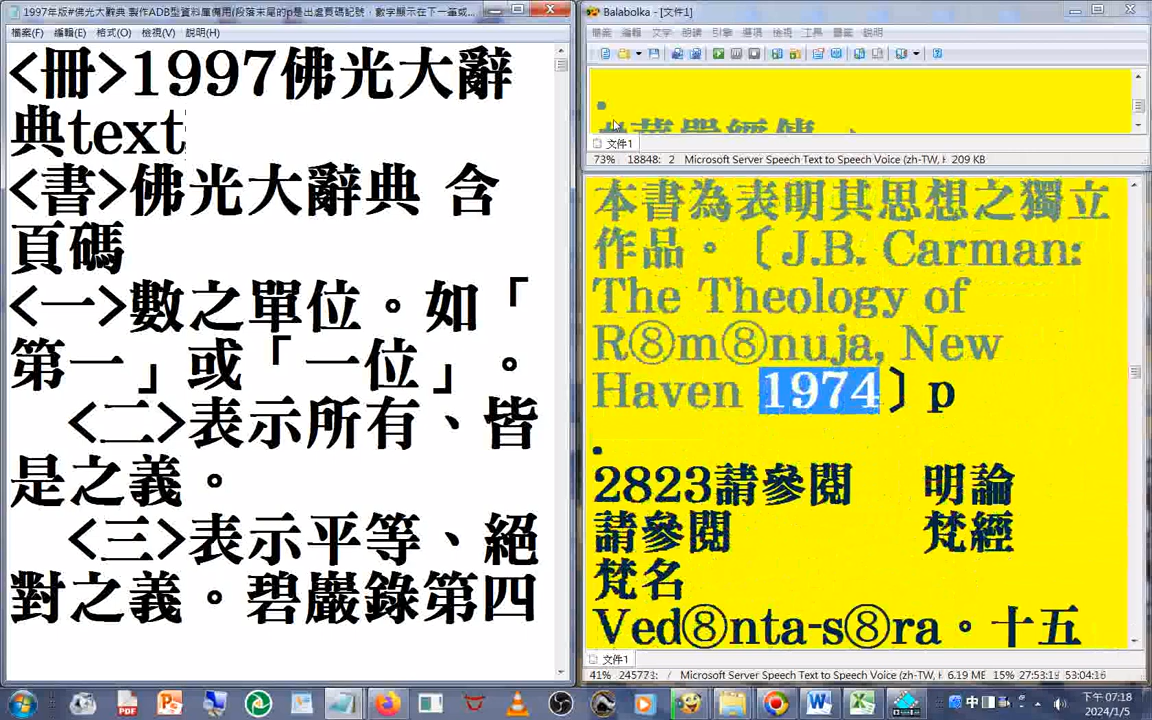 1997年版#佛光大辭典 製作ADB型資料庫備用(段落末尾的p是出處頁碼記號，數字顯示在下一筆或...
檔案(F) 編輯(E) 格式(O) 檢視(V) 說明(H)
<冊>1997佛光大辭
典text
<書>佛光大辭典 含
頁碼
<一>數之單位。如「
第一」或「一位」。
<二>表示所有、皆
是之義。
<三>表示平等、絕
對之義。碧巖錄第四
Balabolka - [文件1]
檔案 編輯 文字 朗讀 引擎 選項 檢視 工具 書籤 說明
文件1
73% 18848: 2 Microsoft Server Speech Text to Speech Voice (zh-TW, H 209 KB
本書為表明其思想之獨立
作品。〔J.B. Carman:
The Theology of
R⑧m⑧nuja, New
Haven 1974〕p
.
2823請參閱 明論
請參閱 梵經
梵名
Ved⑧nta-s⑧ra。十五
文件1
41% 245773: / Microsoft Server Speech Text to Speech Voice (zh-TW, H 6.19 ME 15% 27:53:19 53:04:16
中
下午 07:18
2024/1/5